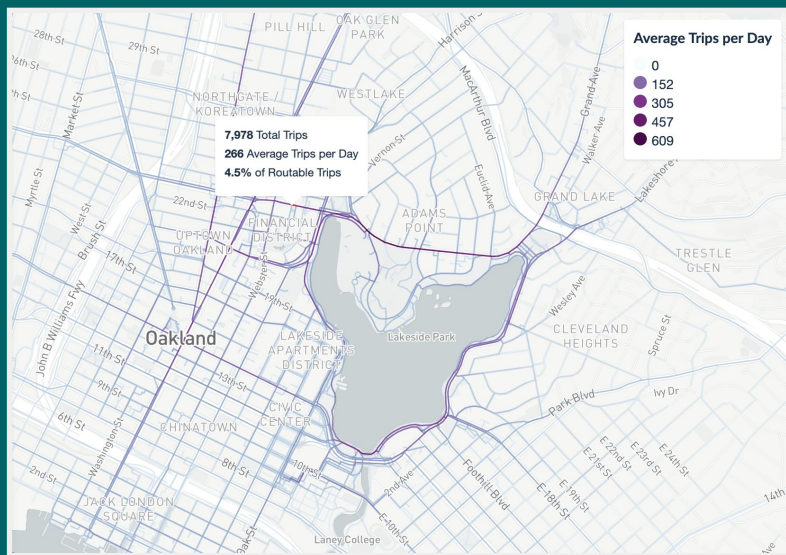 PILL HILL
OAK GLEN
PARK
Harrison S
28th St
29th St
Average Trips per Day
0
152
305
457
609
26th St
Market St
MacArthur Blvd
Grand Ave
WESTLAKE
NORTHGATE /
KOREATOWN
7,978 Total Trips
266 Average Trips per Day
4.5% of Routable Trips
Vernon St
Walker Ave
Myrtle St
Euclid Ave
Lakeshore
GRAND LAKE
22nd St
West St
Brush St
FINANCIAL
DISTRICT
ADAMS
POINT
UPTOWN
OAKLAND
17th St
Webster St
TRESTLE
GLEN
19th St
Wesley Ave
John B Williams Fwy
Oakland
LAKESIDE
APARTMENTS
DISTRICT
Lakeside Park
CLEVELAND
HEIGHTS
Spruce St
11th St
13th St
9th St
Park Blvd
Ivy Dr
6th St
CHINATOWN
CIVIC
CENTER
Washington St
8th St
10th St
2nd Ave
Foothill Blvd
E 22nd St
E 23rd St
E 24th St
E 21st St
E 19th St
E 18th St
14th
2nd St
JACK LONDON
SQUARE
Oak St
E 10th St
Laney College
Ave